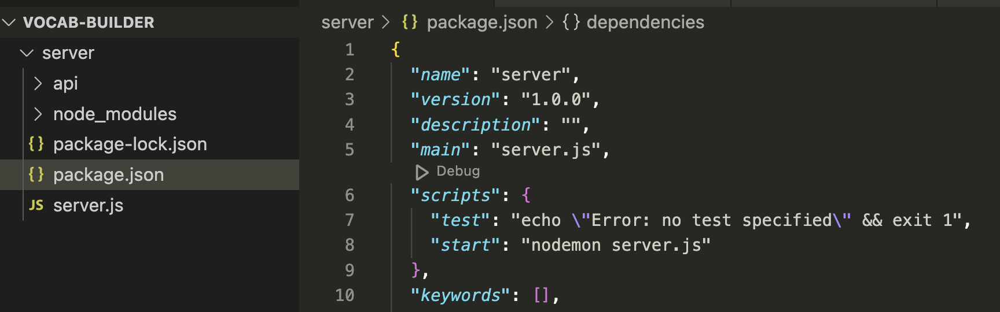 VOCAB-BUILDER
server
api
node_modules
{} package-lock.json
{} package.json
JS server.js
server > {} package.json > {} dependencies
1 {
2 "name": "server",
3 "version": "1.0.0",
4 "description": "",
5 "main": "server.js",
Debug
6 "scripts": {
7 "test": "echo \"Error: no test specified\" && exit 1",
8 "start": "nodemon server.js"
9 },
10 "keywords": [],